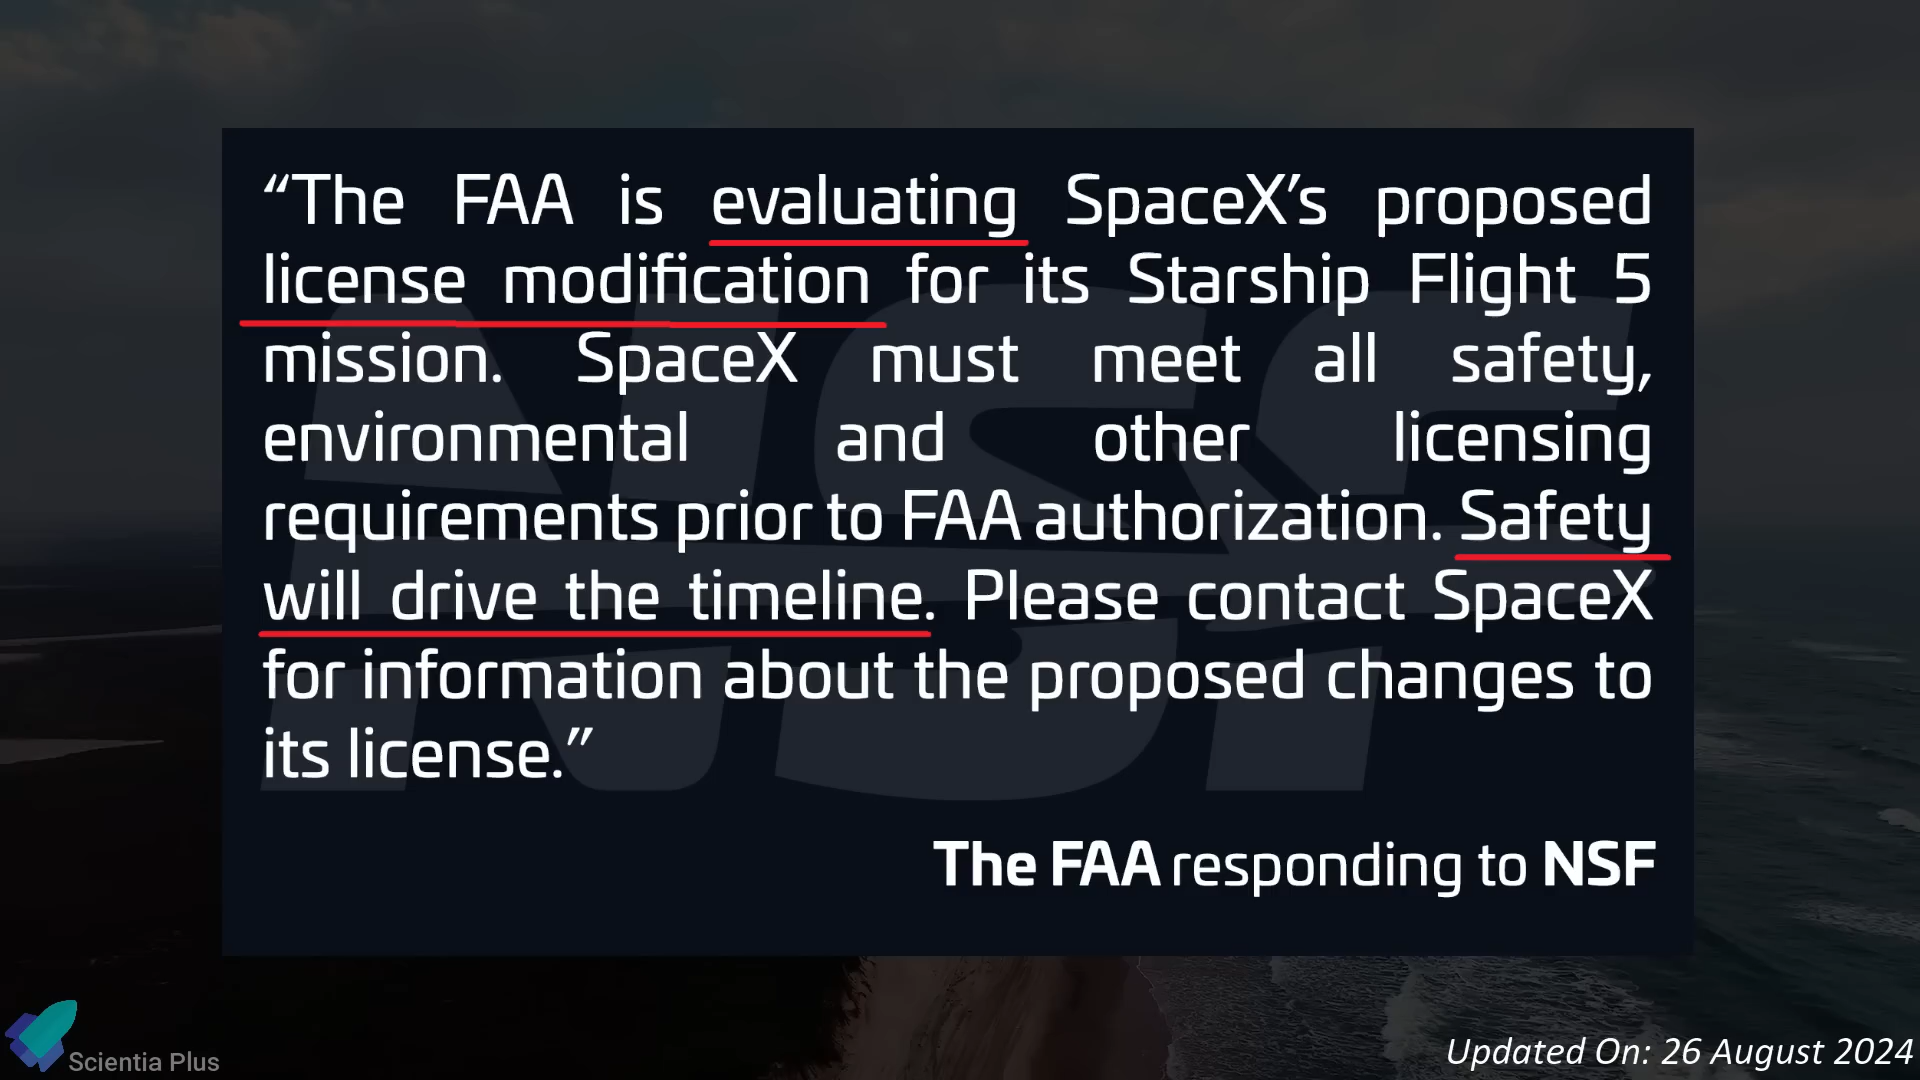 “The FAA is evaluating SpaceX’s proposed
license modification for its Starship Flight 5
mission. SpaceX must meet all safety,
environmental and other licensing
requirements prior to FAA authorization. Safety
will drive the timeline. Please contact SpaceX
for information about the proposed changes to
its license.”
The FAA responding to NSF
NSF
Scientia Plus
Updated On: 26 August 2024